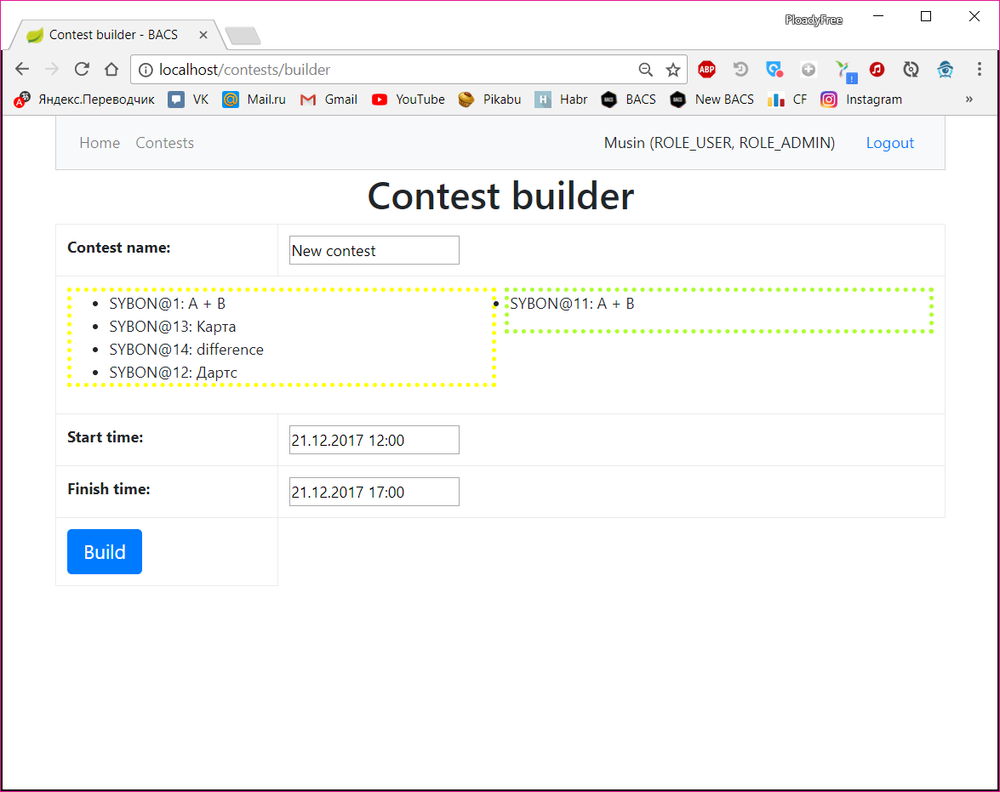 PloadyFree
Contest builder - BACS
localhost/contests/builder
ABP
Яндекс.Переводчик VK Mail.ru Gmail YouTube Pikabu H Habr BACS New BACS CF Instagram »
Home Contests Musin (ROLE_USER, ROLE_ADMIN) Logout
Contest builder
Contest name: New contest
• SYBON@1: A + B
• SYBON@13: Карта
• SYBON@14: difference
• SYBON@12: Дартс
• SYBON@11: A + B
Start time: 21.12.2017 12:00
Finish time: 21.12.2017 17:00
Build